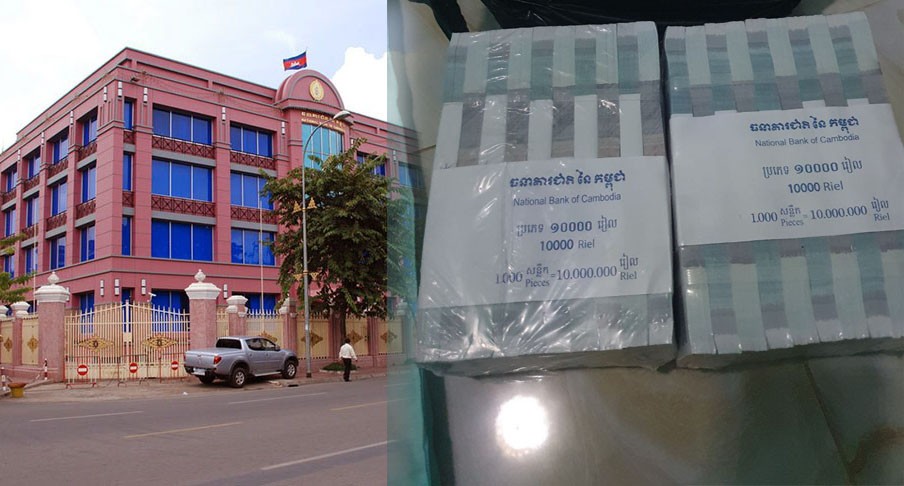 ធនាគារជាតិ នៃ កម្ពុជា
National Bank of Cambodia
ប្រភេទ ១០០០០ រៀល
10000 Riel
1.000 សន្លឹក = 10.000.000 រៀល
Pieces Riel
ធនាគារជាតិ នៃ កម្ពុជា
National Bank of Cambodia
ប្រភេទ ១០០០០ រៀល
10000 Riel
1.000 សន្លឹក = 10.000.000 រៀល
Pieces Riel